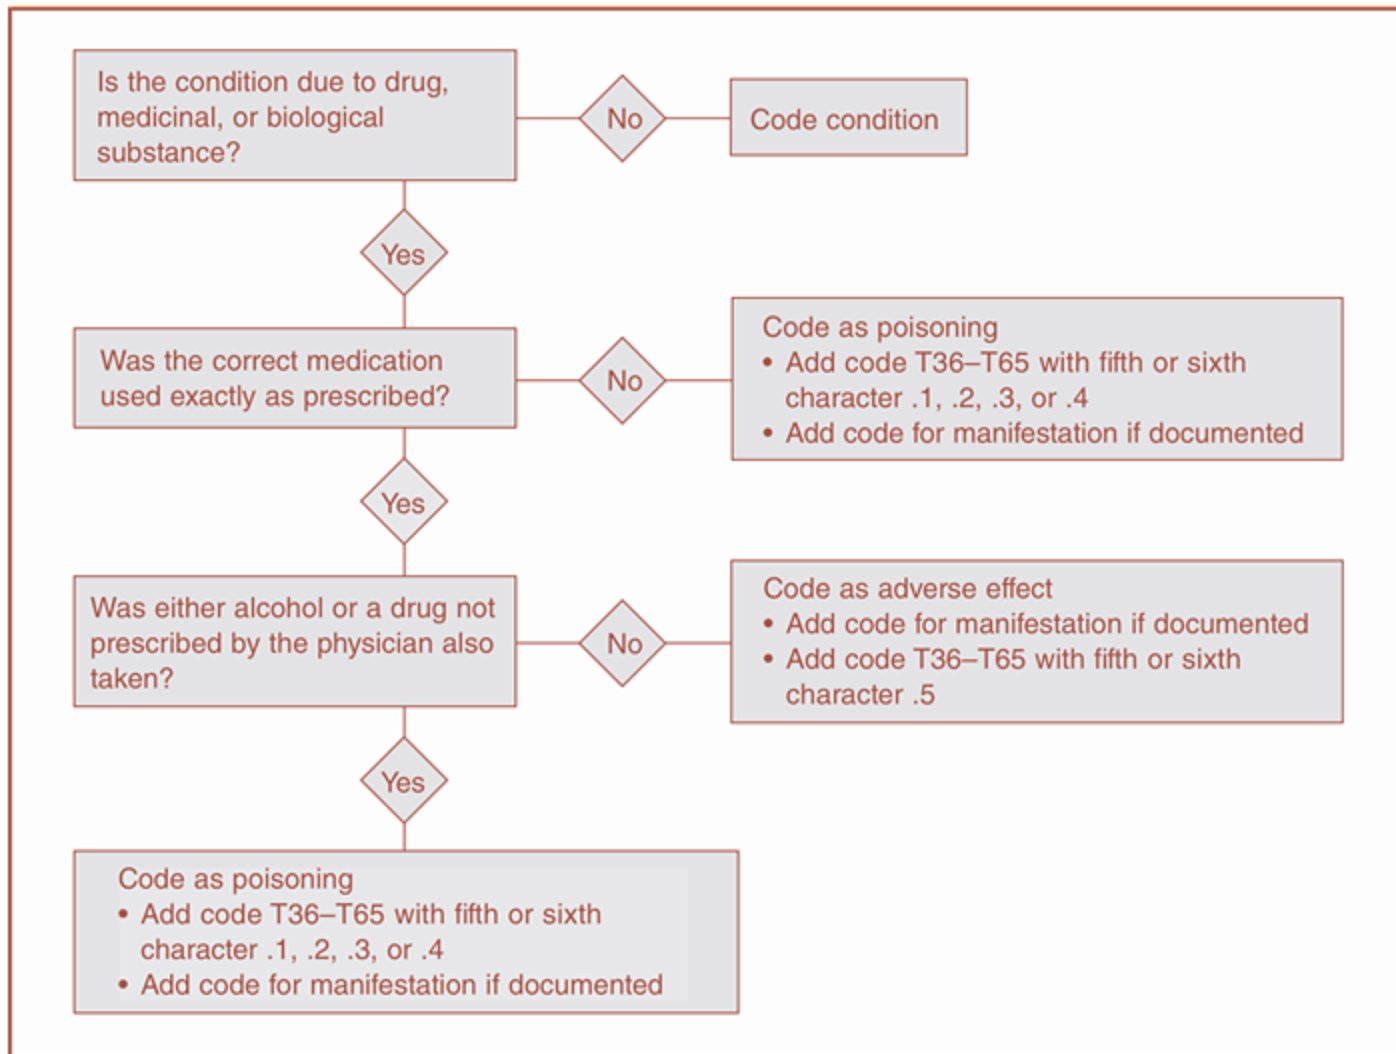 Is the condition due to drug,
medicinal, or biological
substance?
No
Code condition
Yes
Was the correct medication
used exactly as prescribed?
No
Code as poisoning
• Add code T36–T65 with fifth or sixth
character .1, .2, .3, or .4
• Add code for manifestation if documented
Yes
Was either alcohol or a drug not
prescribed by the physician also
taken?
No
Code as adverse effect
• Add code for manifestation if documented
• Add code T36–T65 with fifth or sixth
character .5
Yes
Code as poisoning
• Add code T36–T65 with fifth or sixth
character .1, .2, .3, or .4
• Add code for manifestation if documented